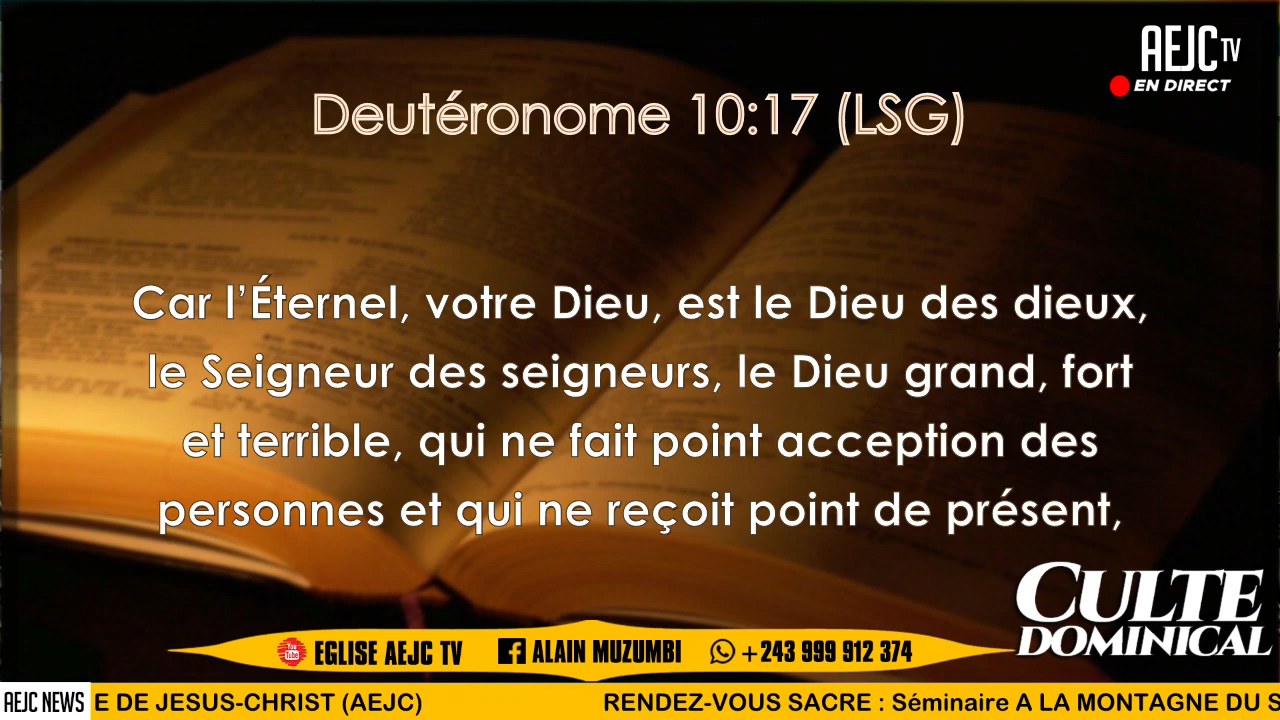 AEJC TV
EN DIRECT
Deutéronome 10:17 (LSG)
Car l’Éternel, votre Dieu, est le Dieu des dieux,
le Seigneur des seigneurs, le Dieu grand, fort
et terrible, qui ne fait point acception des
personnes et qui ne reçoit point de présent,
CULTE
DOMINICAL
You Tube EGLISE AEJC TV ALAIN MUZUMBI +243 999 912 374
AEJC NEWS E DE JESUS-CHRIST (AEJC) RENDEZ-VOUS SACRE : Séminaire A LA MONTAGNE DU S